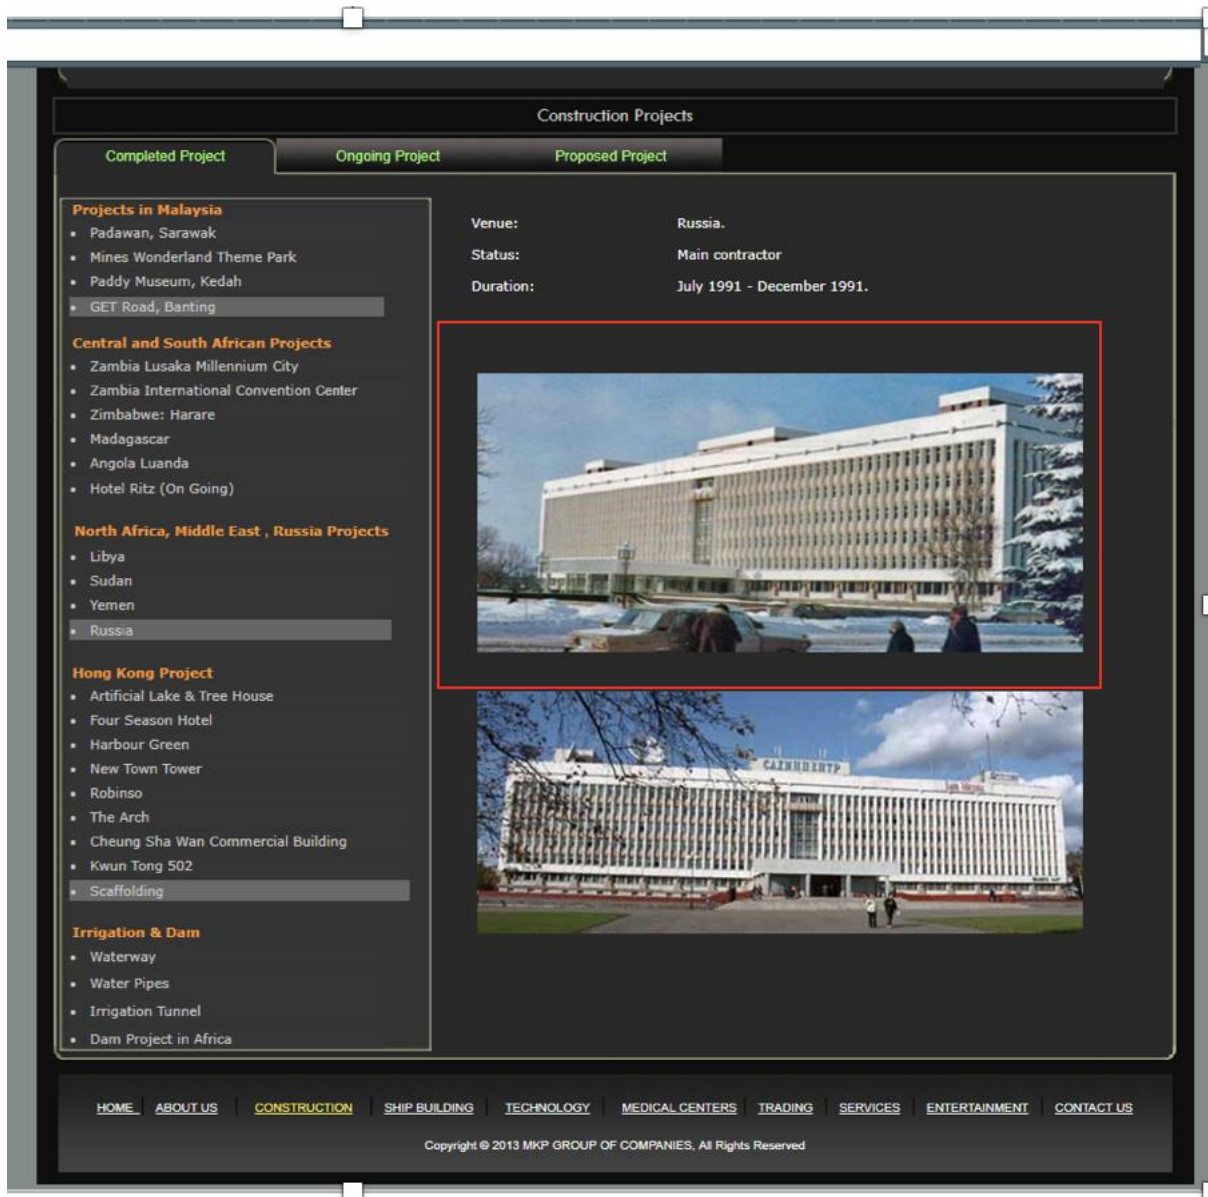 Construction Projects
Completed Project
Ongoing Project
Proposed Project
Projects in Malaysia
• Padawan, Sarawak
• Mines Wonderland Theme Park
• Paddy Museum, Kedah
• GET Road, Banting
Central and South African Projects
• Zambia Lusaka Millennium City
• Zambia International Convention Center
• Zimbabwe: Harare
• Madagascar
• Angola Luanda
• Hotel Ritz (On Going)
North Africa, Middle East , Russia Projects
• Libya
• Sudan
• Yemen
• Russia
Hong Kong Project
• Artificial Lake & Tree House
• Four Season Hotel
• Harbour Green
• New Town Tower
• Robinso
• The Arch
• Cheung Sha Wan Commercial Building
• Kwun Tong 502
• Scaffolding
Irrigation & Dam
• Waterway
• Water Pipes
• Irrigation Tunnel
• Dam Project in Africa
Venue: Russia.
Status: Main contractor
Duration: July 1991 - December 1991.
HOME ABOUT US CONSTRUCTION SHIP BUILDING TECHNOLOGY MEDICAL CENTERS TRADING SERVICES ENTERTAINMENT CONTACT US
Copyright © 2013 MKP GROUP OF COMPANIES, All Rights Reserved